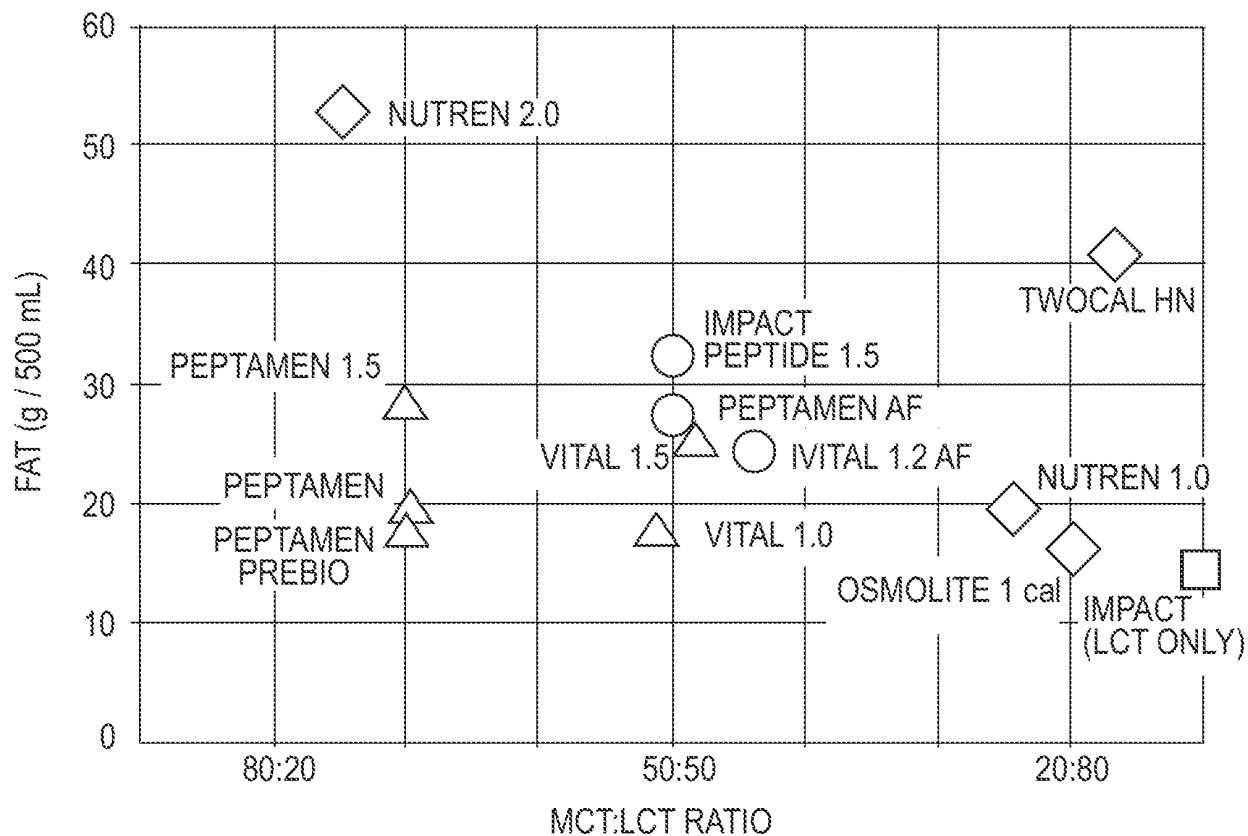 60
NUTREN 2.0
50
40
TWOCAL HN
IMPACT
PEPTIDE 1.5
PEPTAMEN 1.5
30
PEPTAMEN AF
VITAL 1.5
IVITAL 1.2 AF
NUTREN 1.0
PEPTAMEN
20
PEPTAMEN
PREBIO
VITAL 1.0
OSMOLITE 1 cal
IMPACT
(LCT ONLY)
10
0
FAT (g / 500 mL)
80:20
50:50
20:80
MCT:LCT RATIO